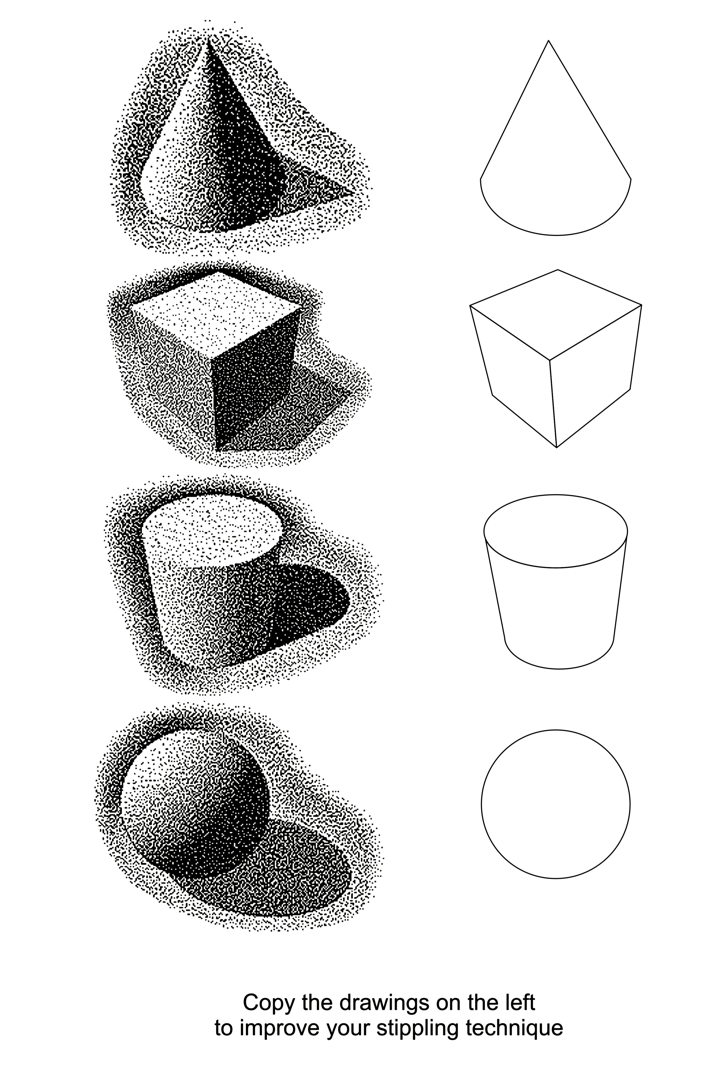 Copy the drawings on the left
to improve your stippling technique